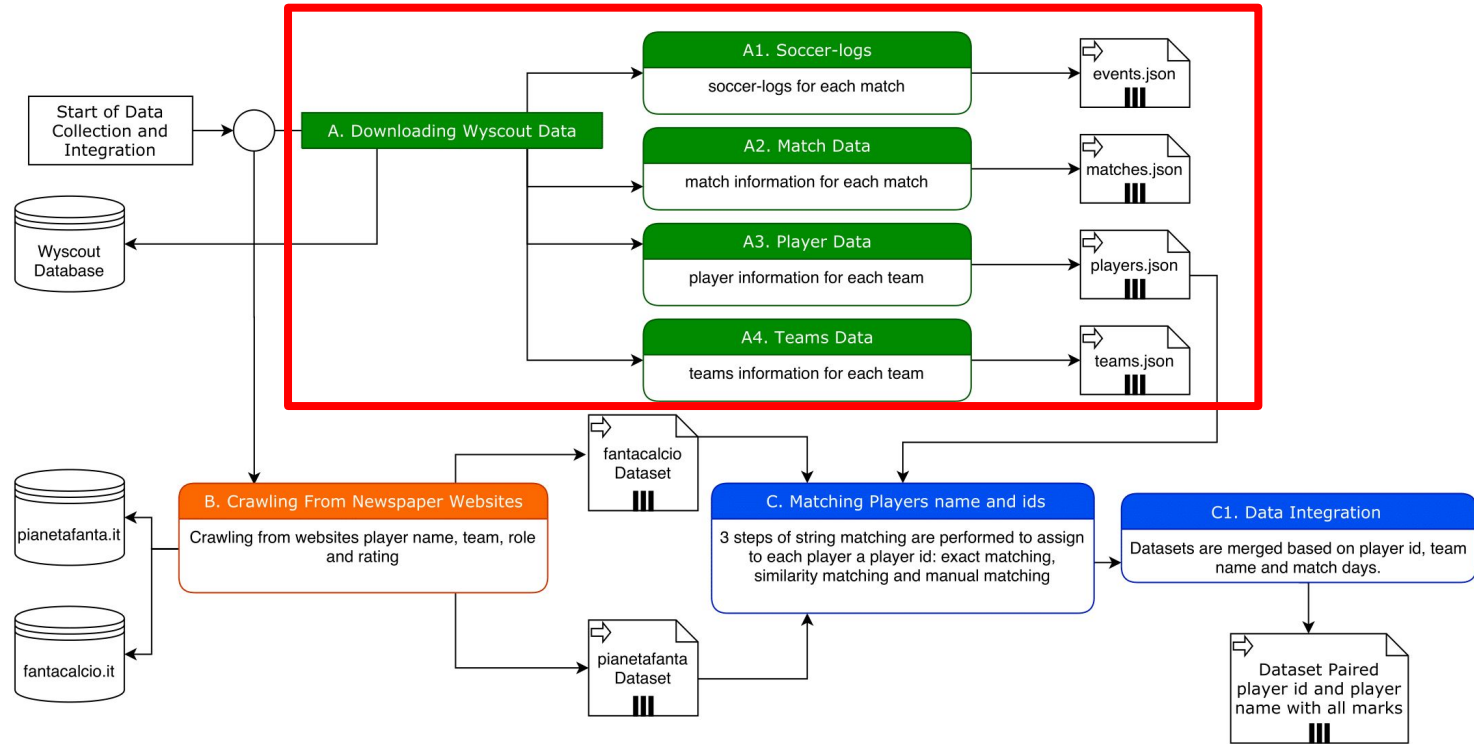 A1. Soccer-logs
soccer-logs for each match
events.json
Start of Data
Collection and
Integration
A. Downloading Wyscout Data
A2. Match Data
match information for each match
matches.json
Wyscout
Database
A3. Player Data
player information for each team
players.json
A4. Teams Data
teams information for each team
teams.json
fantacalcio
Dataset
pianetafanta.it
B. Crawling From Newspaper Websites
Crawling from websites player name, team, role
and rating
C. Matching Players name and ids
3 steps of string matching are performed to assign
to each player a player id: exact matching,
similarity matching and manual matching
C1. Data Integration
Datasets are merged based on player id, team
name and match days.
fantacalcio.it
pianetafanta
Dataset
Dataset Paired
player id and player
name with all marks